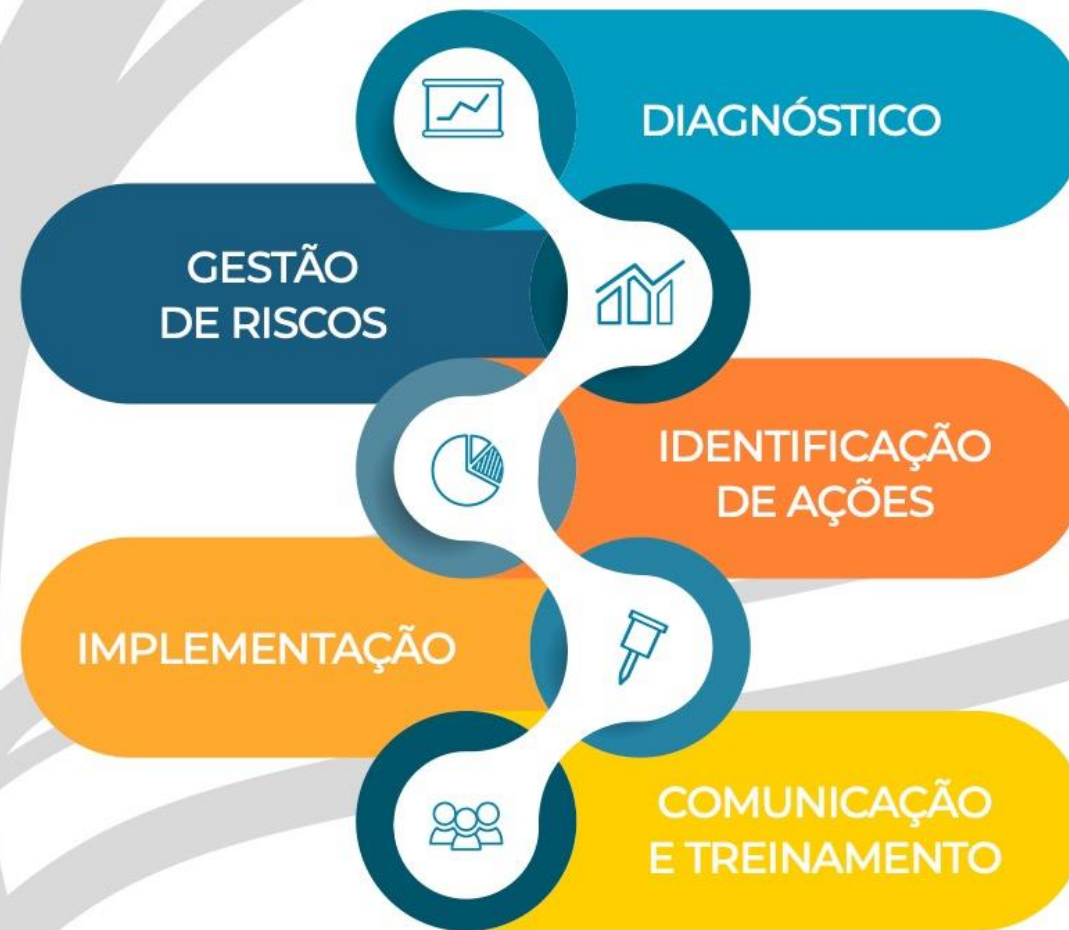 DIAGNÓSTICO
GESTÃO
DE RISCOS
IDENTIFICAÇÃO
DE AÇÕES
IMPLEMENTAÇÃO
COMUNICAÇÃO
E TREINAMENTO